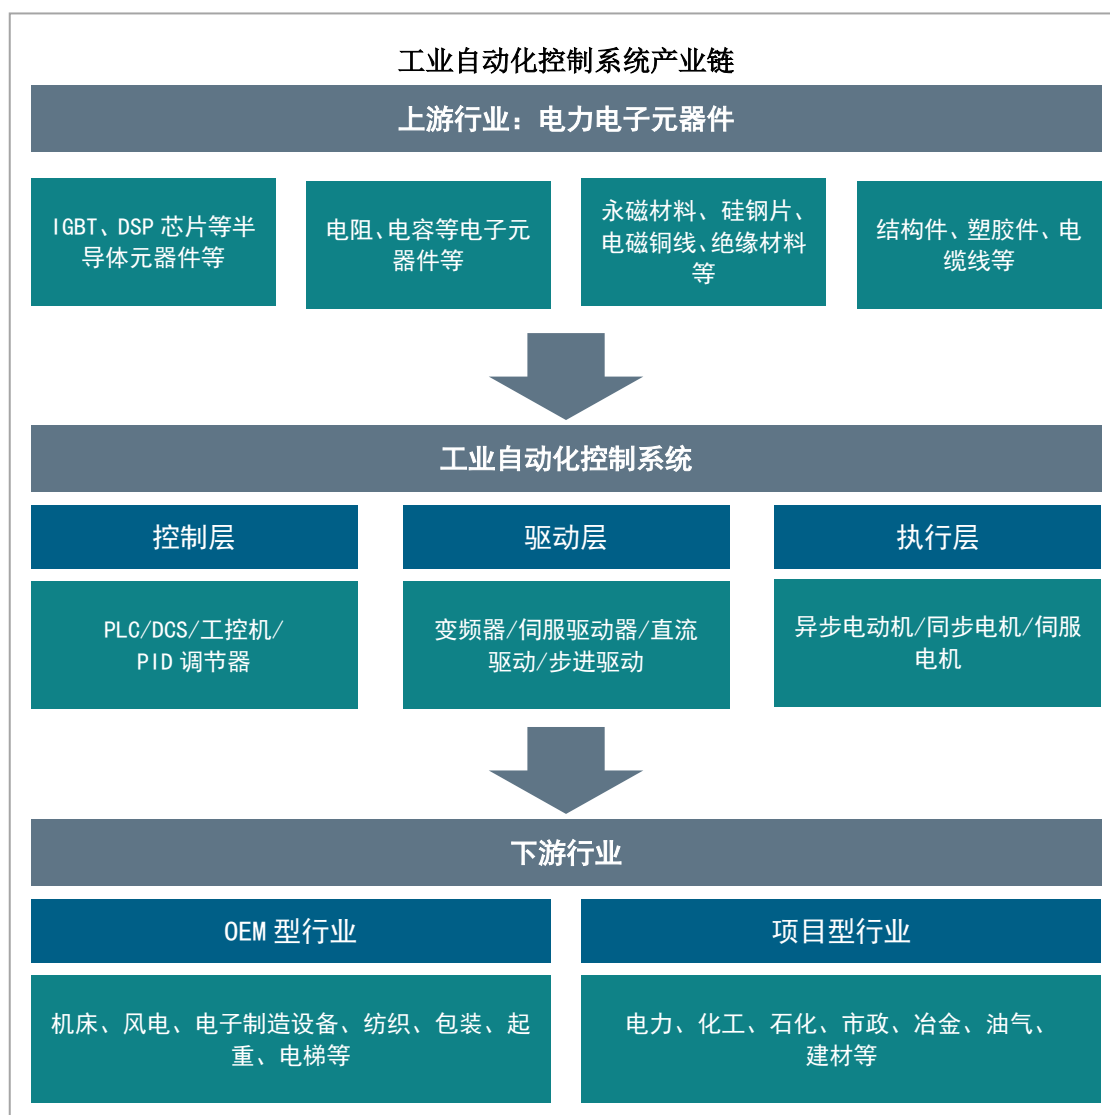 工业自动化控制系统产业链
上游行业：电力电子元器件
IGBT、DSP 芯片等半
导体元器件等
电阻、电容等电子元
器件等
永磁材料、硅钢片、
电磁铜线、绝缘材料
等
结构件、塑胶件、电
缆线等
工业自动化控制系统
控制层
驱动层
执行层
PLC/DCS/工控机/
PID 调节器
变频器/伺服驱动器/直流
驱动/步进驱动
异步电动机/同步电机/伺服
电机
下游行业
OEM 型行业
项目型行业
机床、风电、电子制造设备、纺织、包装、起
重、电梯等
电力、化工、石化、市政、冶金、油气、
建材等